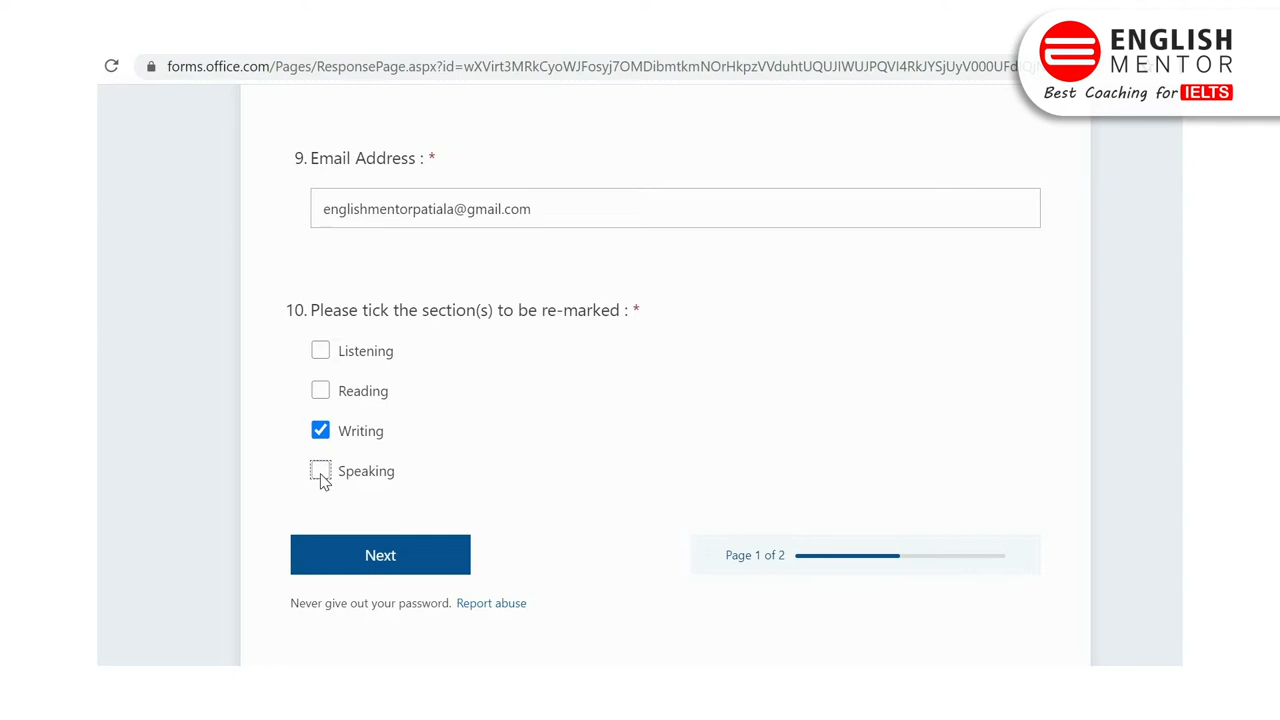 ENGLISH
MENTOR
Best Coaching for IELTS
forms.office.com/Pages/ResponsePage.aspx?id=wXVirt3MRkCyoWJFosyj7OMDibmtkmNOrHkpzVVduhtUQUJIWUJPQVI4RkJYSjUyV000UFd
9. Email Address : *
englishmentorpatiala@gmail.com
10. Please tick the section(s) to be re-marked : *
Listening
Reading
Writing
Speaking
Next
Page 1 of 2
Never give out your password. Report abuse